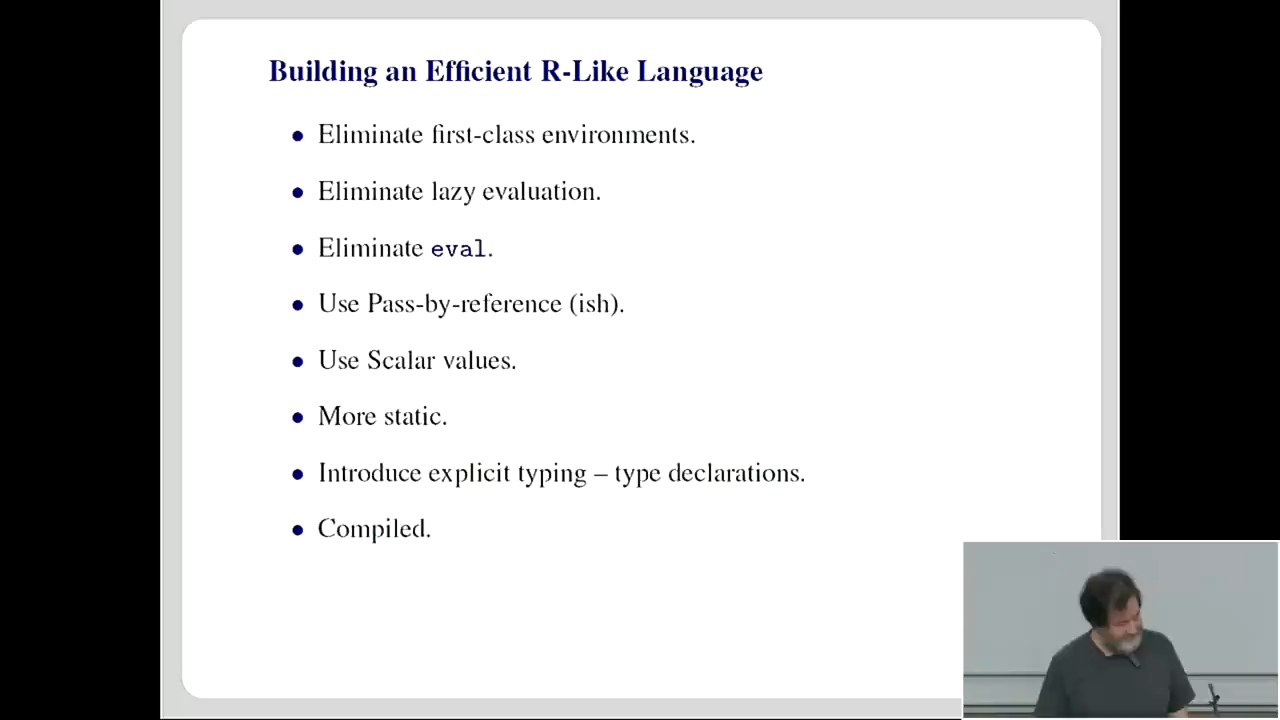 Building an Efficient R-Like Language
• Eliminate first-class environments.
• Eliminate lazy evaluation.
• Eliminate eval.
• Use Pass-by-reference (ish).
• Use Scalar values.
• More static.
• Introduce explicit typing – type declarations.
• Compiled.